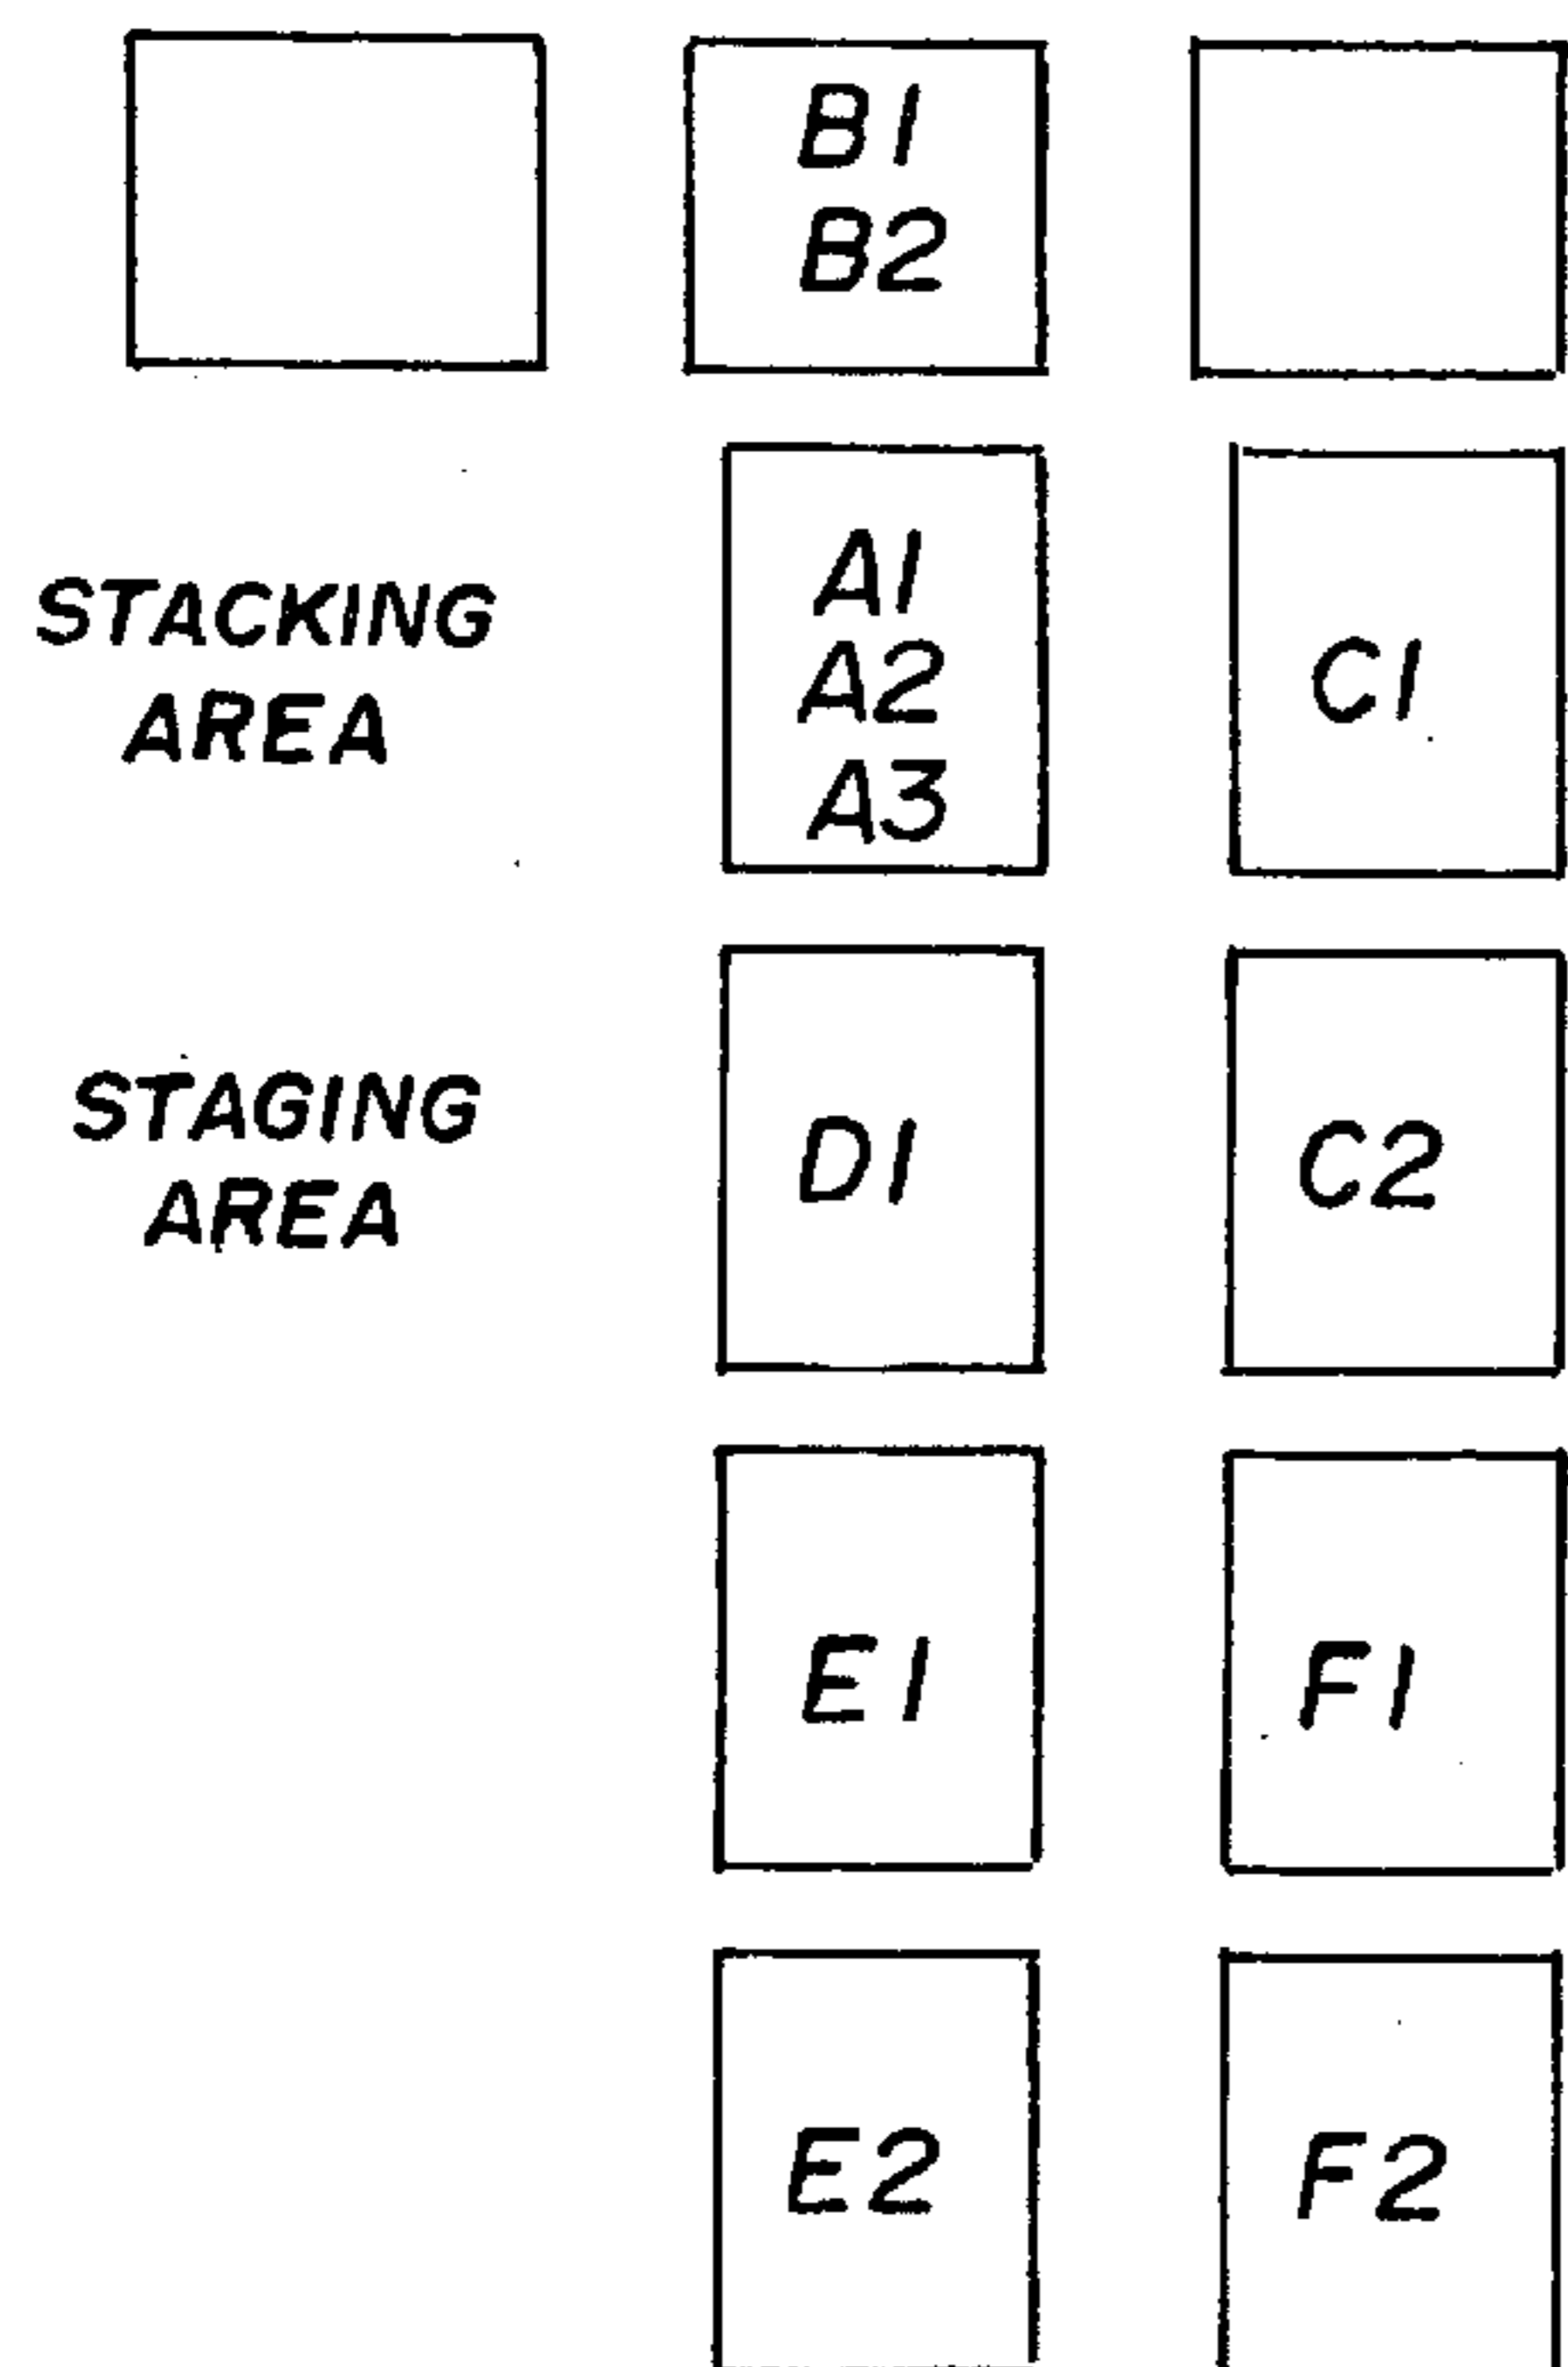 B1
B2
STACKING
AREA
A1
A2
A3
C1
STAGING
AREA
D1
C2
E1
F1
E2
F2